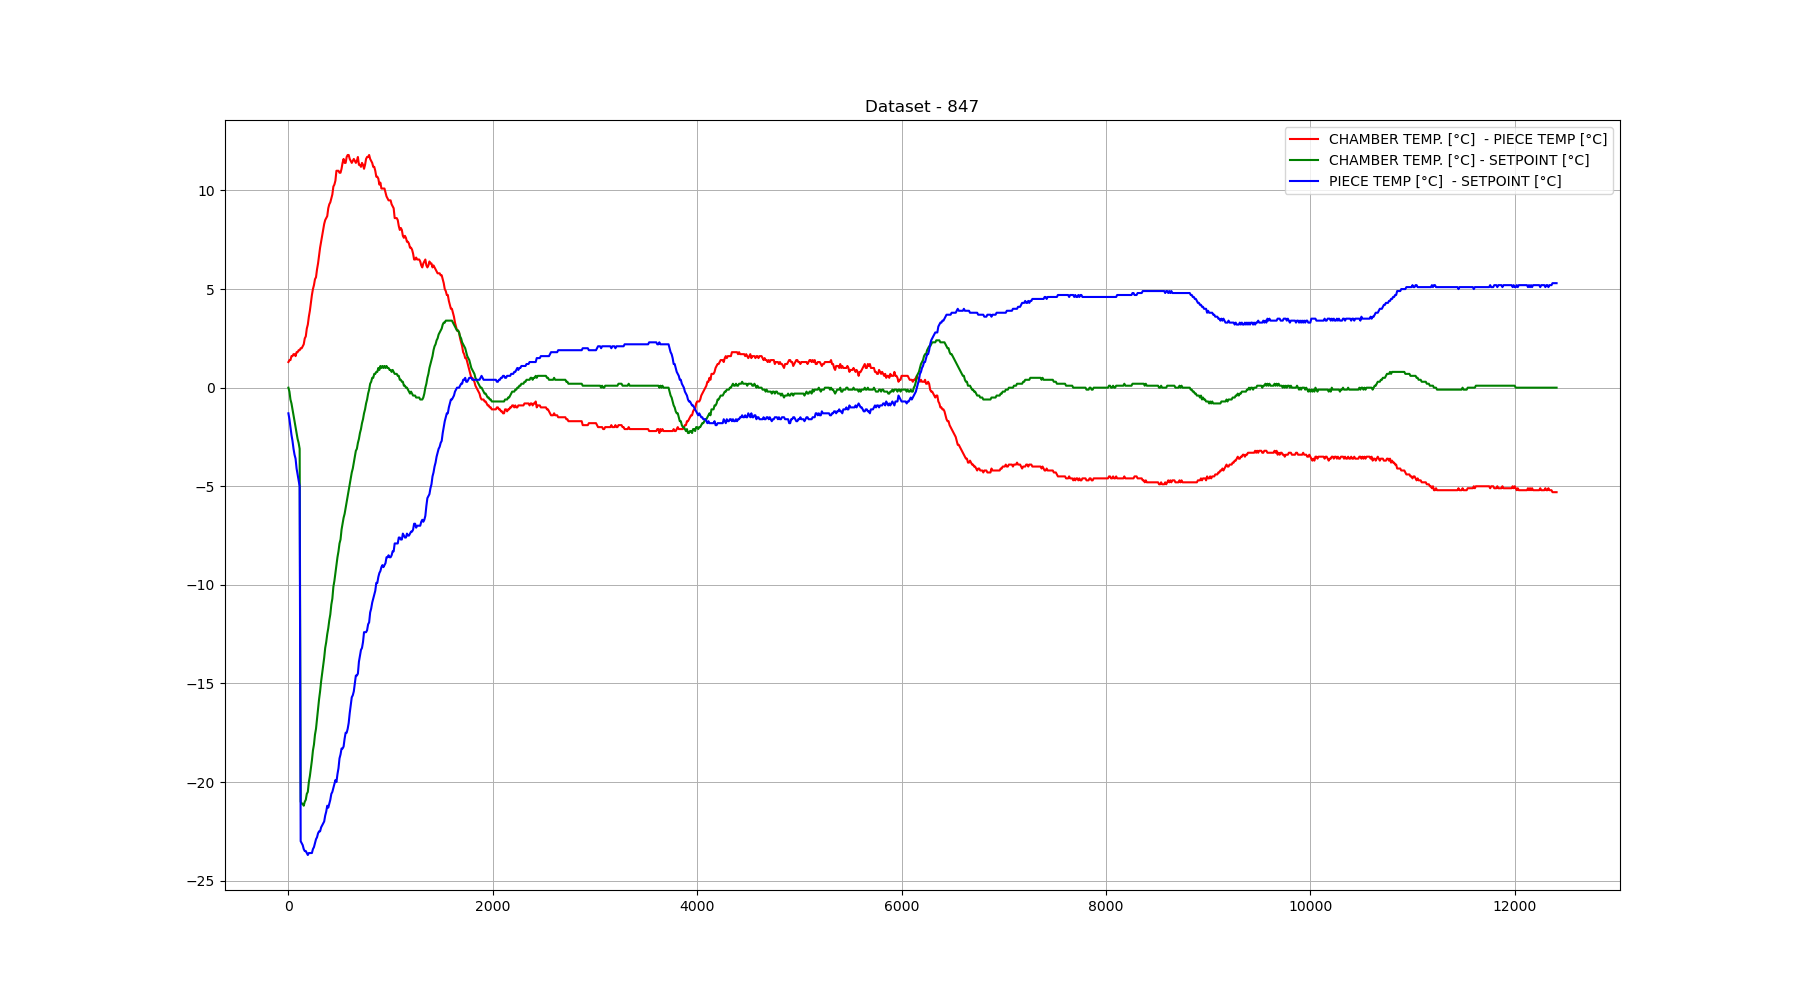 Dataset - 847
CHAMBER TEMP. [°C]  - PIECE TEMP [°C]
CHAMBER TEMP. [°C] - SETPOINT [°C]
PIECE TEMP [°C]  - SETPOINT [°C]
10
5
0
−5
−10
−15
−20
−25
0 2000 4000 6000 8000 10000 12000